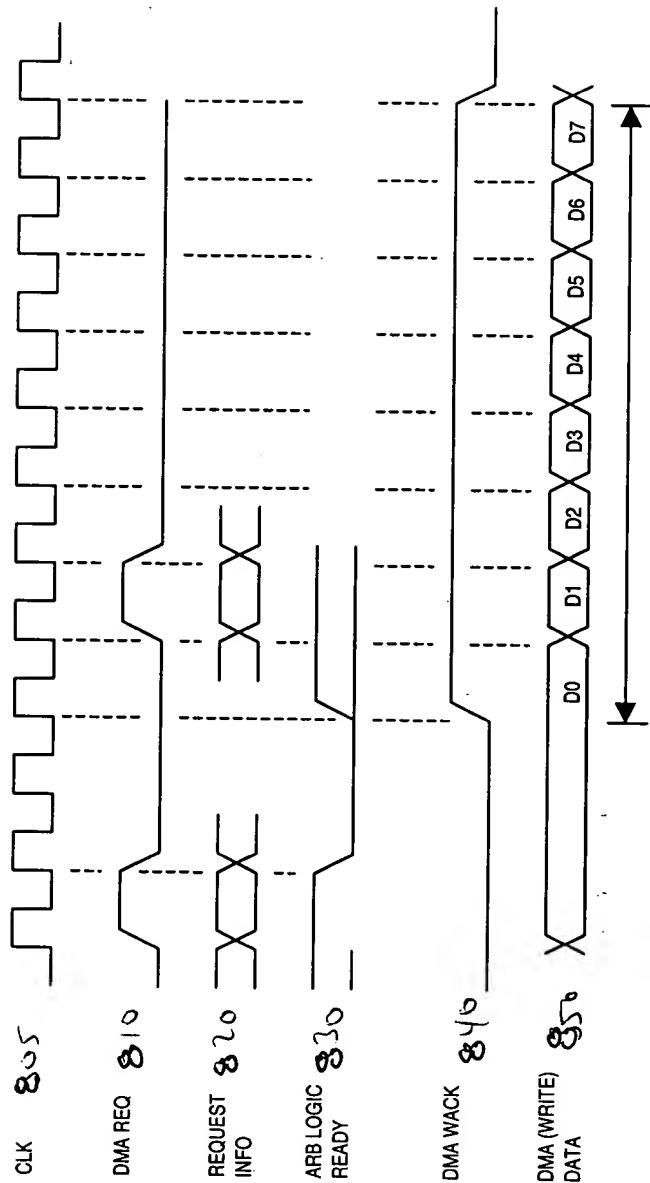 CLK 805
DMA REQ 810
REQUEST
INFO 820
ARB LOGIC
READY 830
DMA WACK 840
DMA (WRITE)
DATA 850
D0 D1 D2 D3 D4 D5 D6 D7